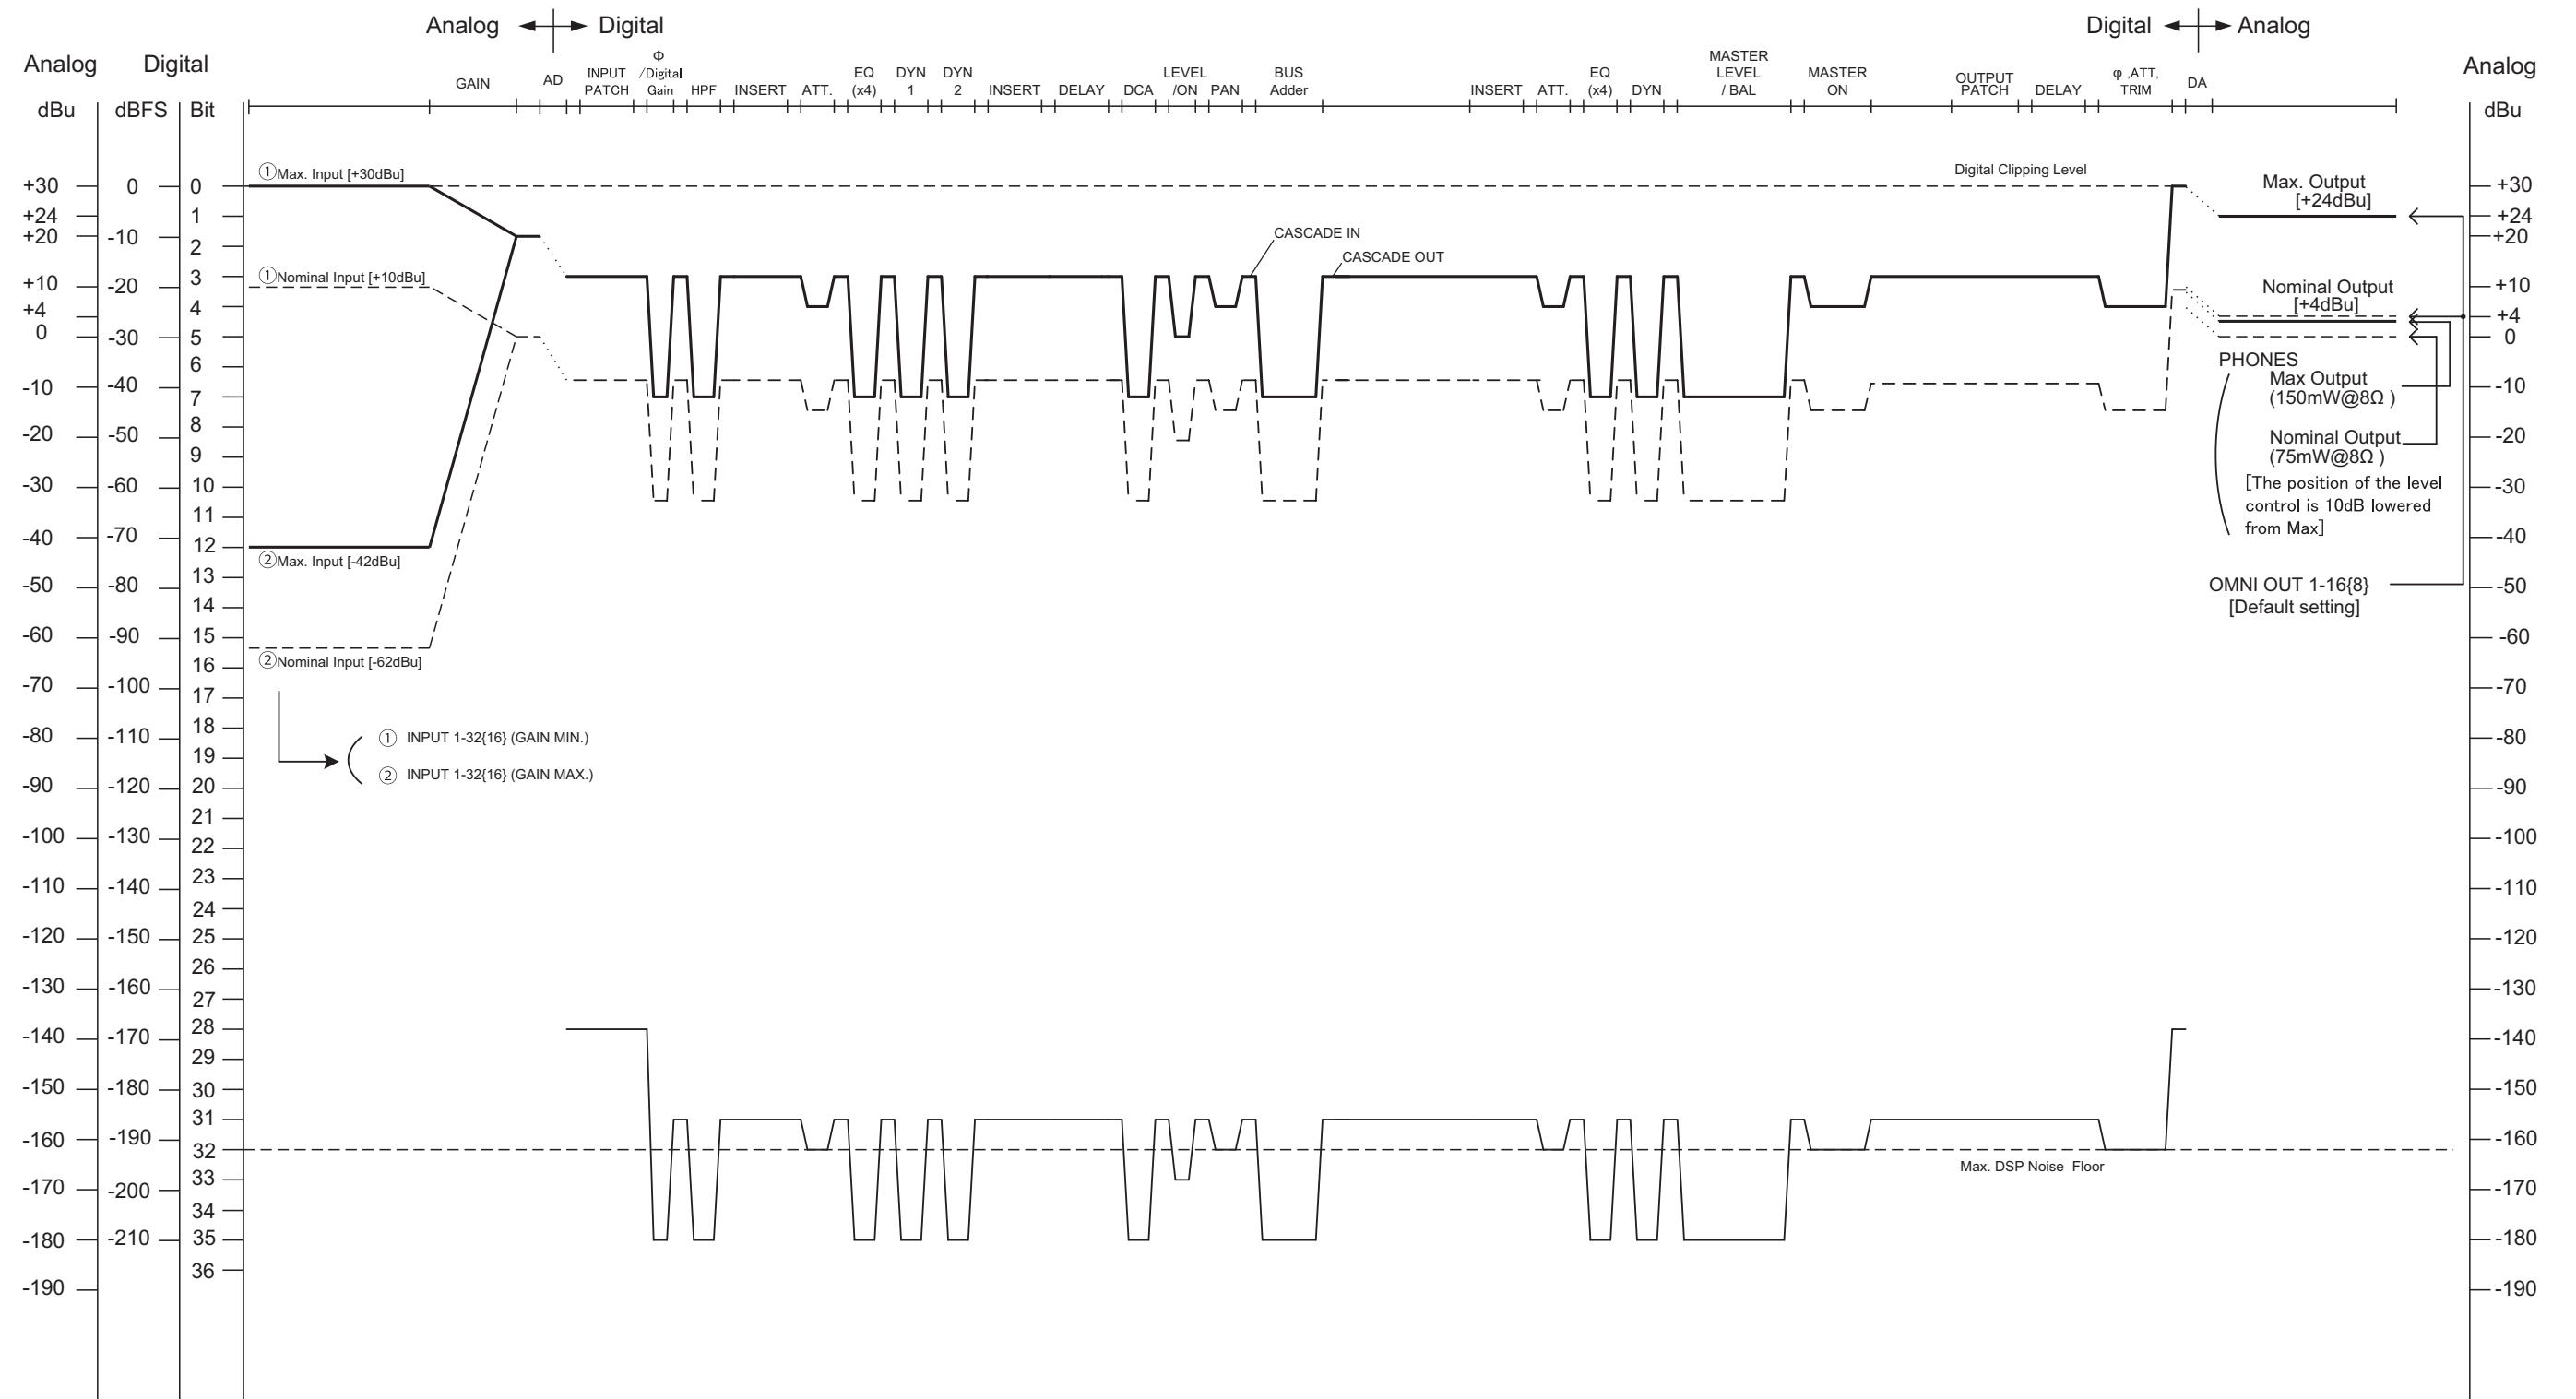 Analog
Digital
Digital
Analog
Analog
Digital
Analog
dBu
dBFS
Bit
dBu
GAIN
AD
INPUT
PATCH
Φ
/Digital
Gain
HPF
INSERT
ATT.
EQ
(x4)
DYN
1
DYN
2
INSERT
DELAY
DCA
LEVEL
/ON
PAN
BUS
Adder
INSERT
ATT.
EQ
(x4)
DYN
MASTER
LEVEL
/ BAL
MASTER
ON
OUTPUT
PATCH
DELAY
φ ,ATT,
TRIM
DA
+30
+24
+20
+10
+4
0
-10
-20
-30
-40
-50
-60
-70
-80
-90
-100
-110
-120
-130
-140
-150
-160
-170
-180
-190
0
-10
-20
-30
-40
-50
-60
-70
-80
-90
-100
-110
-120
-130
-140
-150
-160
-170
-180
-190
-200
-210
0
1
2
3
4
5
6
7
8
9
10
11
12
13
14
15
16
17
18
19
20
21
22
23
24
25
26
27
28
29
30
31
32
33
34
35
36
①Max. Input [+30dBu]
①Nominal Input [+10dBu]
②Max. Input [-42dBu]
②Nominal Input [-62dBu]
① INPUT 1-32{16} (GAIN MIN.)
② INPUT 1-32{16} (GAIN MAX.)
CASCADE IN
CASCADE OUT
Digital Clipping Level
Max. DSP Noise Floor
Max. Output
[+24dBu]
Nominal Output
[+4dBu]
PHONES
Max Output
(150mW@8Ω )
Nominal Output
(75mW@8Ω )
[The position of the level
control is 10dB lowered
from Max]
OMNI OUT 1-16{8}
[Default setting]
+30
+24
+20
+10
+4
0
-10
-20
-30
-40
-50
-60
-70
-80
-90
-100
-110
-120
-130
-140
-150
-160
-170
-180
-190